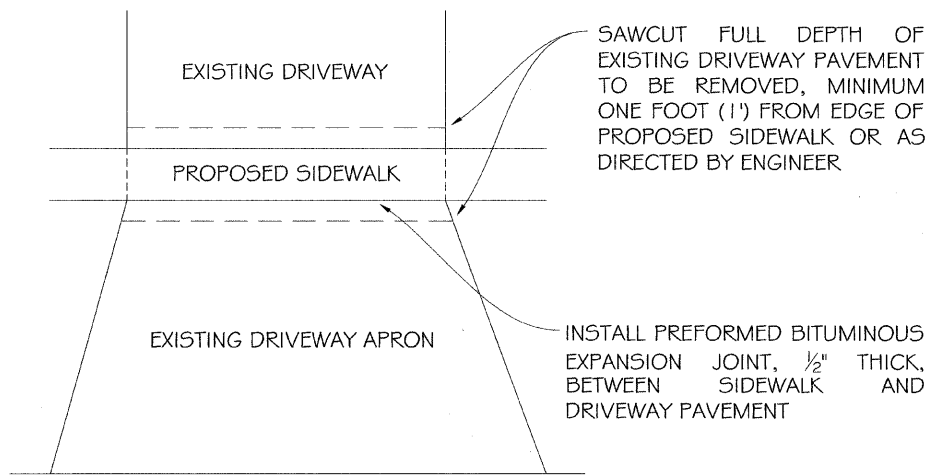 EXISTING DRIVEWAY
PROPOSED SIDEWALK
EXISTING DRIVEWAY APRON
SAWCUT FULL DEPTH OF
EXISTING DRIVEWAY PAVEMENT
TO BE REMOVED, MINIMUM
ONE FOOT (1') FROM EDGE OF
PROPOSED SIDEWALK OR AS
DIRECTED BY ENGINEER
INSTALL PREFORMED BITUMINOUS
EXPANSION JOINT, ½" THICK,
BETWEEN SIDEWALK AND
DRIVEWAY PAVEMENT